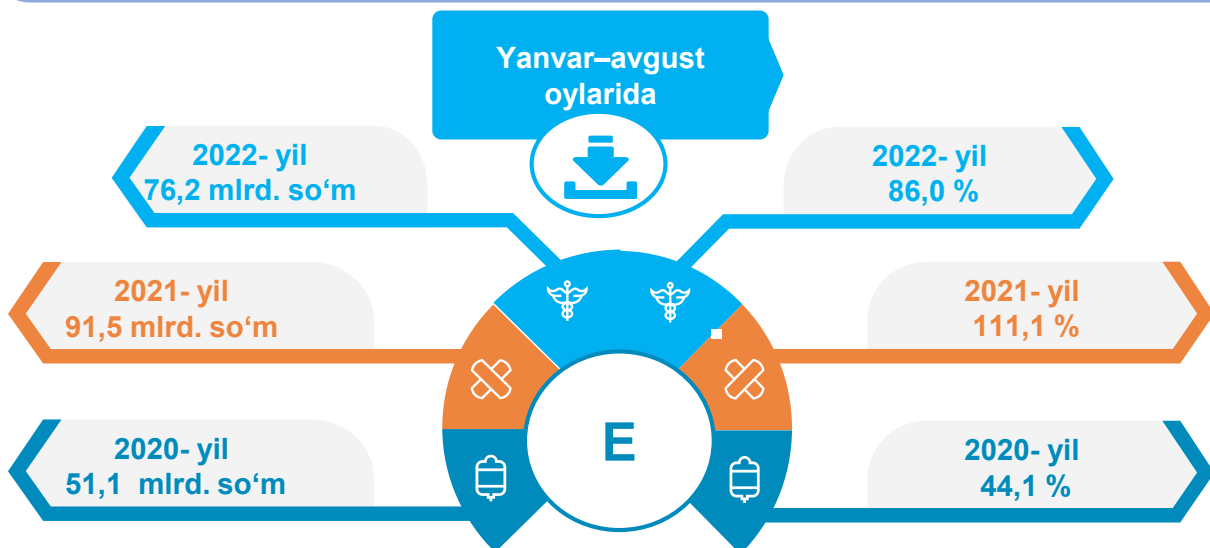 Yanvar–avgust
oylarida
2022- yil
76,2 mlrd. so‘m
2022- yil
86,0 %
2021- yil
91,5 mlrd. so‘m
2021- yil
111,1 %
E
2020- yil
51,1 mlrd. so‘m
2020- yil
44,1 %